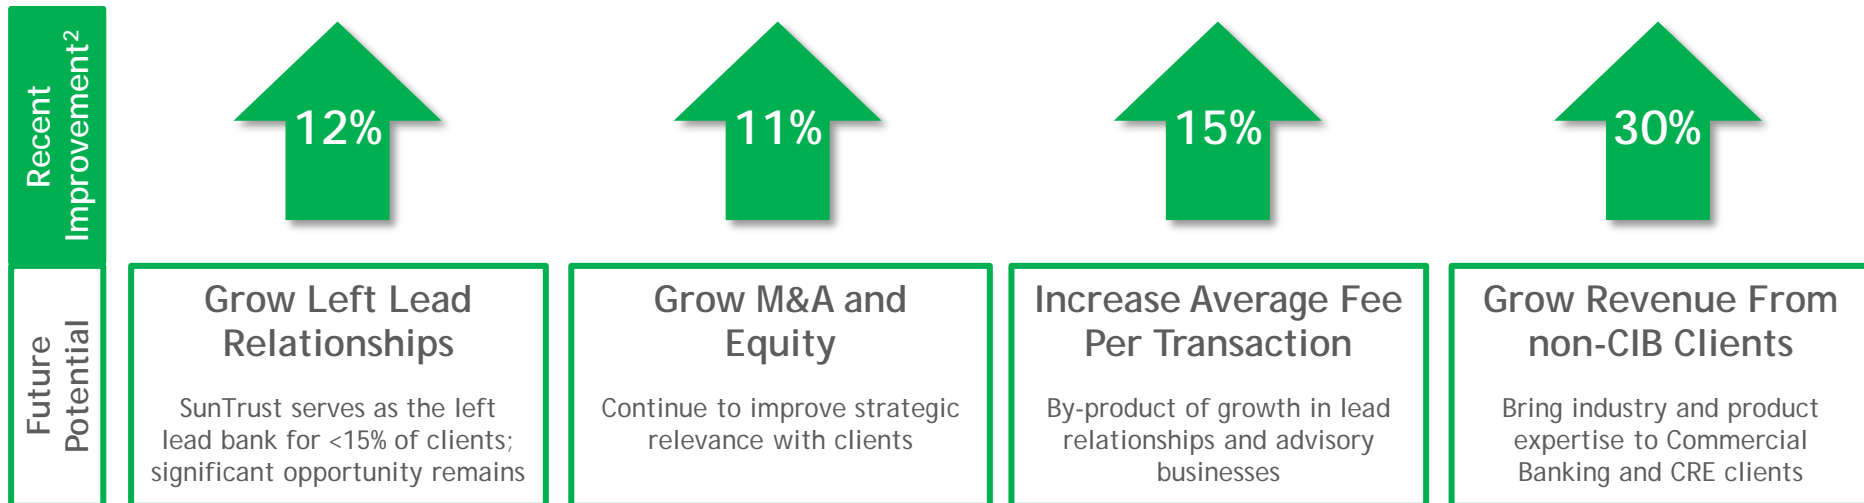 Recent
Improvement²
12%
11%
15%
30%
Future
Potential
Grow Left Lead
Relationships
SunTrust serves as the left
lead bank for <15% of clients;
significant opportunity remains
Grow M&A and
Equity
Continue to improve strategic
relevance with clients
Increase Average Fee
Per Transaction
By-product of growth in lead
relationships and advisory
businesses
Grow Revenue From
non-CIB Clients
Bring industry and product
expertise to Commercial
Banking and CRE clients